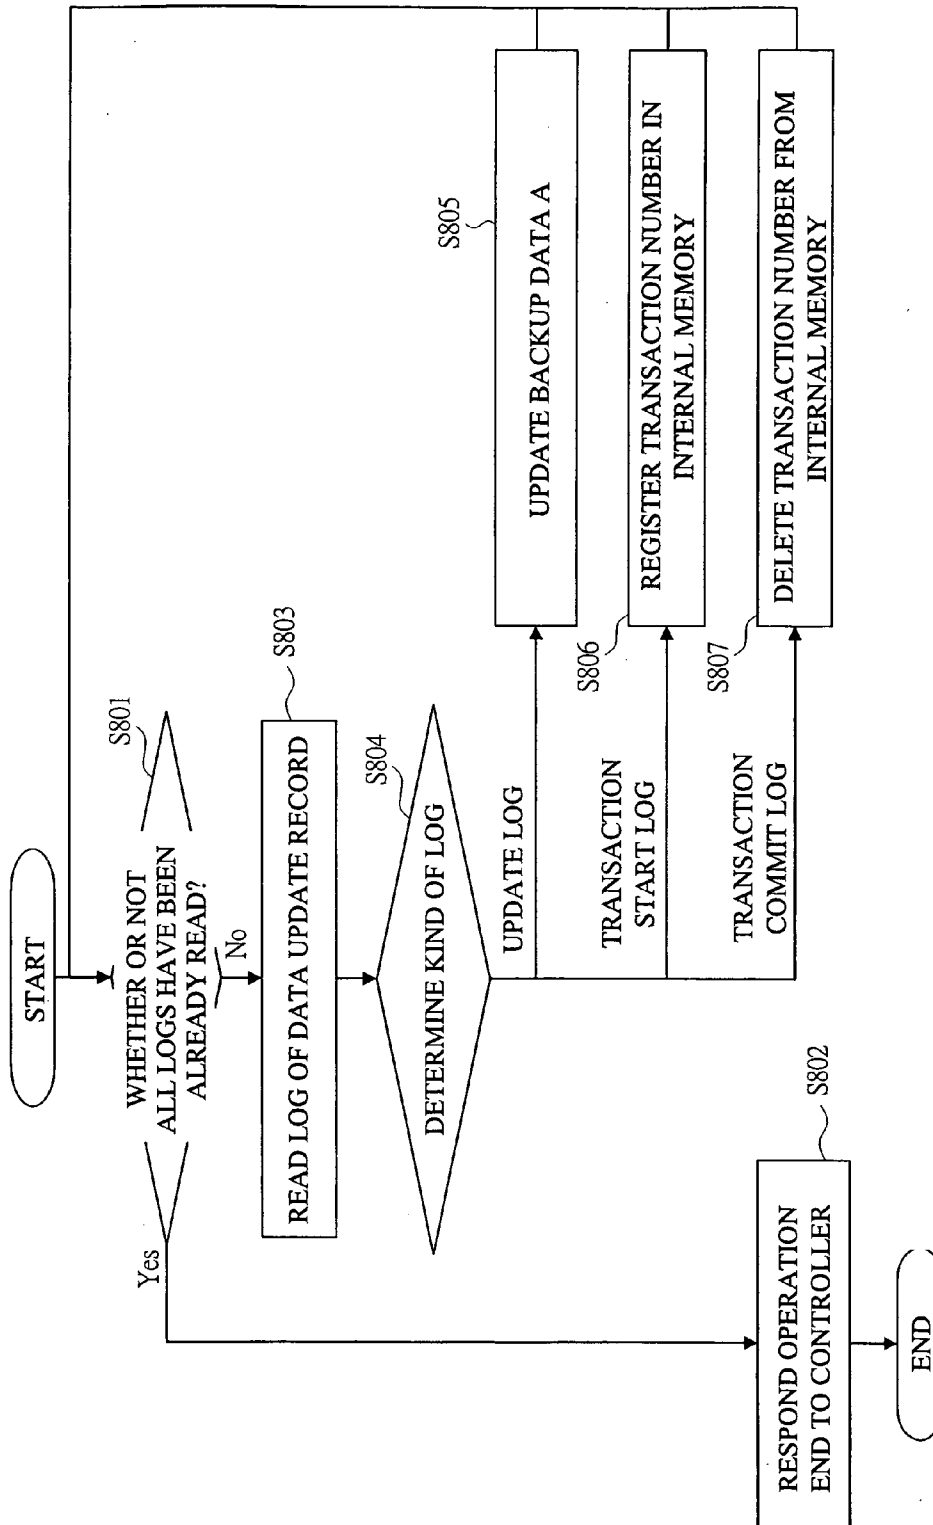 START
S801
WHETHER OR NOT
ALL LOGS HAVE BEEN
ALREADY READ?
Yes
No
S803
READ LOG OF DATA UPDATE RECORD
S804
DETERMINE KIND OF LOG
UPDATE LOG
S805
UPDATE BACKUP DATA A
TRANSACTION
START LOG
S806
REGISTER TRANSACTION NUMBER IN
INTERNAL MEMORY
TRANSACTION
COMMIT LOG
S807
DELETE TRANSACTION NUMBER FROM
INTERNAL MEMORY
S802
RESPOND OPERATION
END TO CONTROLLER
END